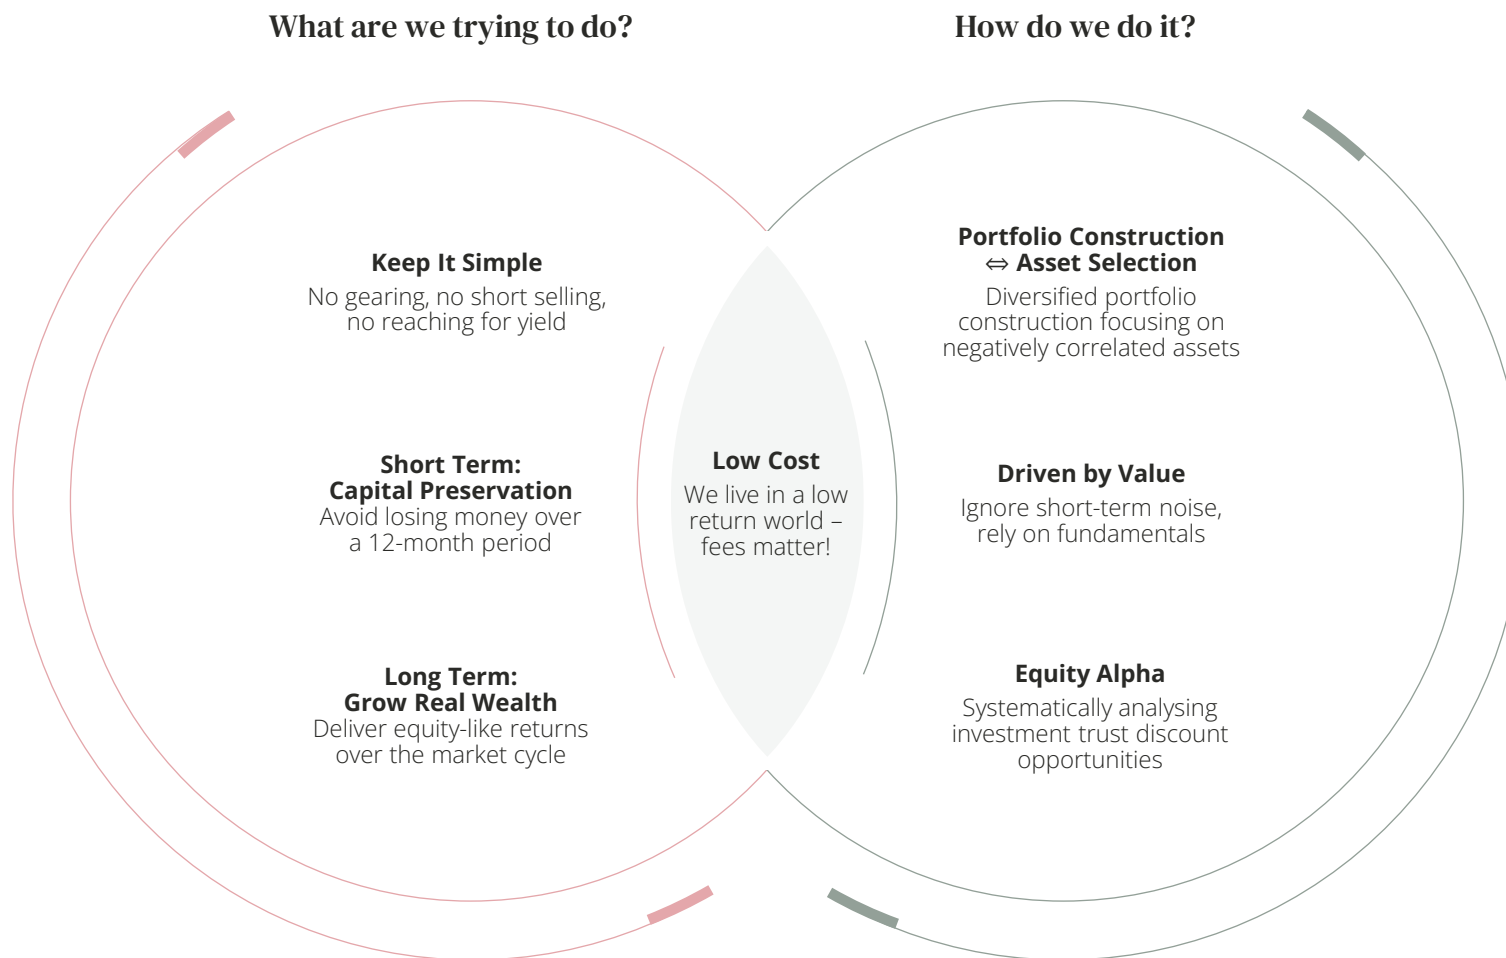 What are we trying to do?
How do we do it?
Keep It Simple
No gearing, no short selling,
no reaching for yield
Short Term:
Capital Preservation
Avoid losing money over
a 12-month period
Long Term:
Grow Real Wealth
Deliver equity-like returns
over the market cycle
Low Cost
We live in a low
return world –
fees matter!
Portfolio Construction
⇔ Asset Selection
Diversified portfolio
construction focusing on
negatively correlated assets
Driven by Value
Ignore short-term noise,
rely on fundamentals
Equity Alpha
Systematically analysing
investment trust discount
opportunities